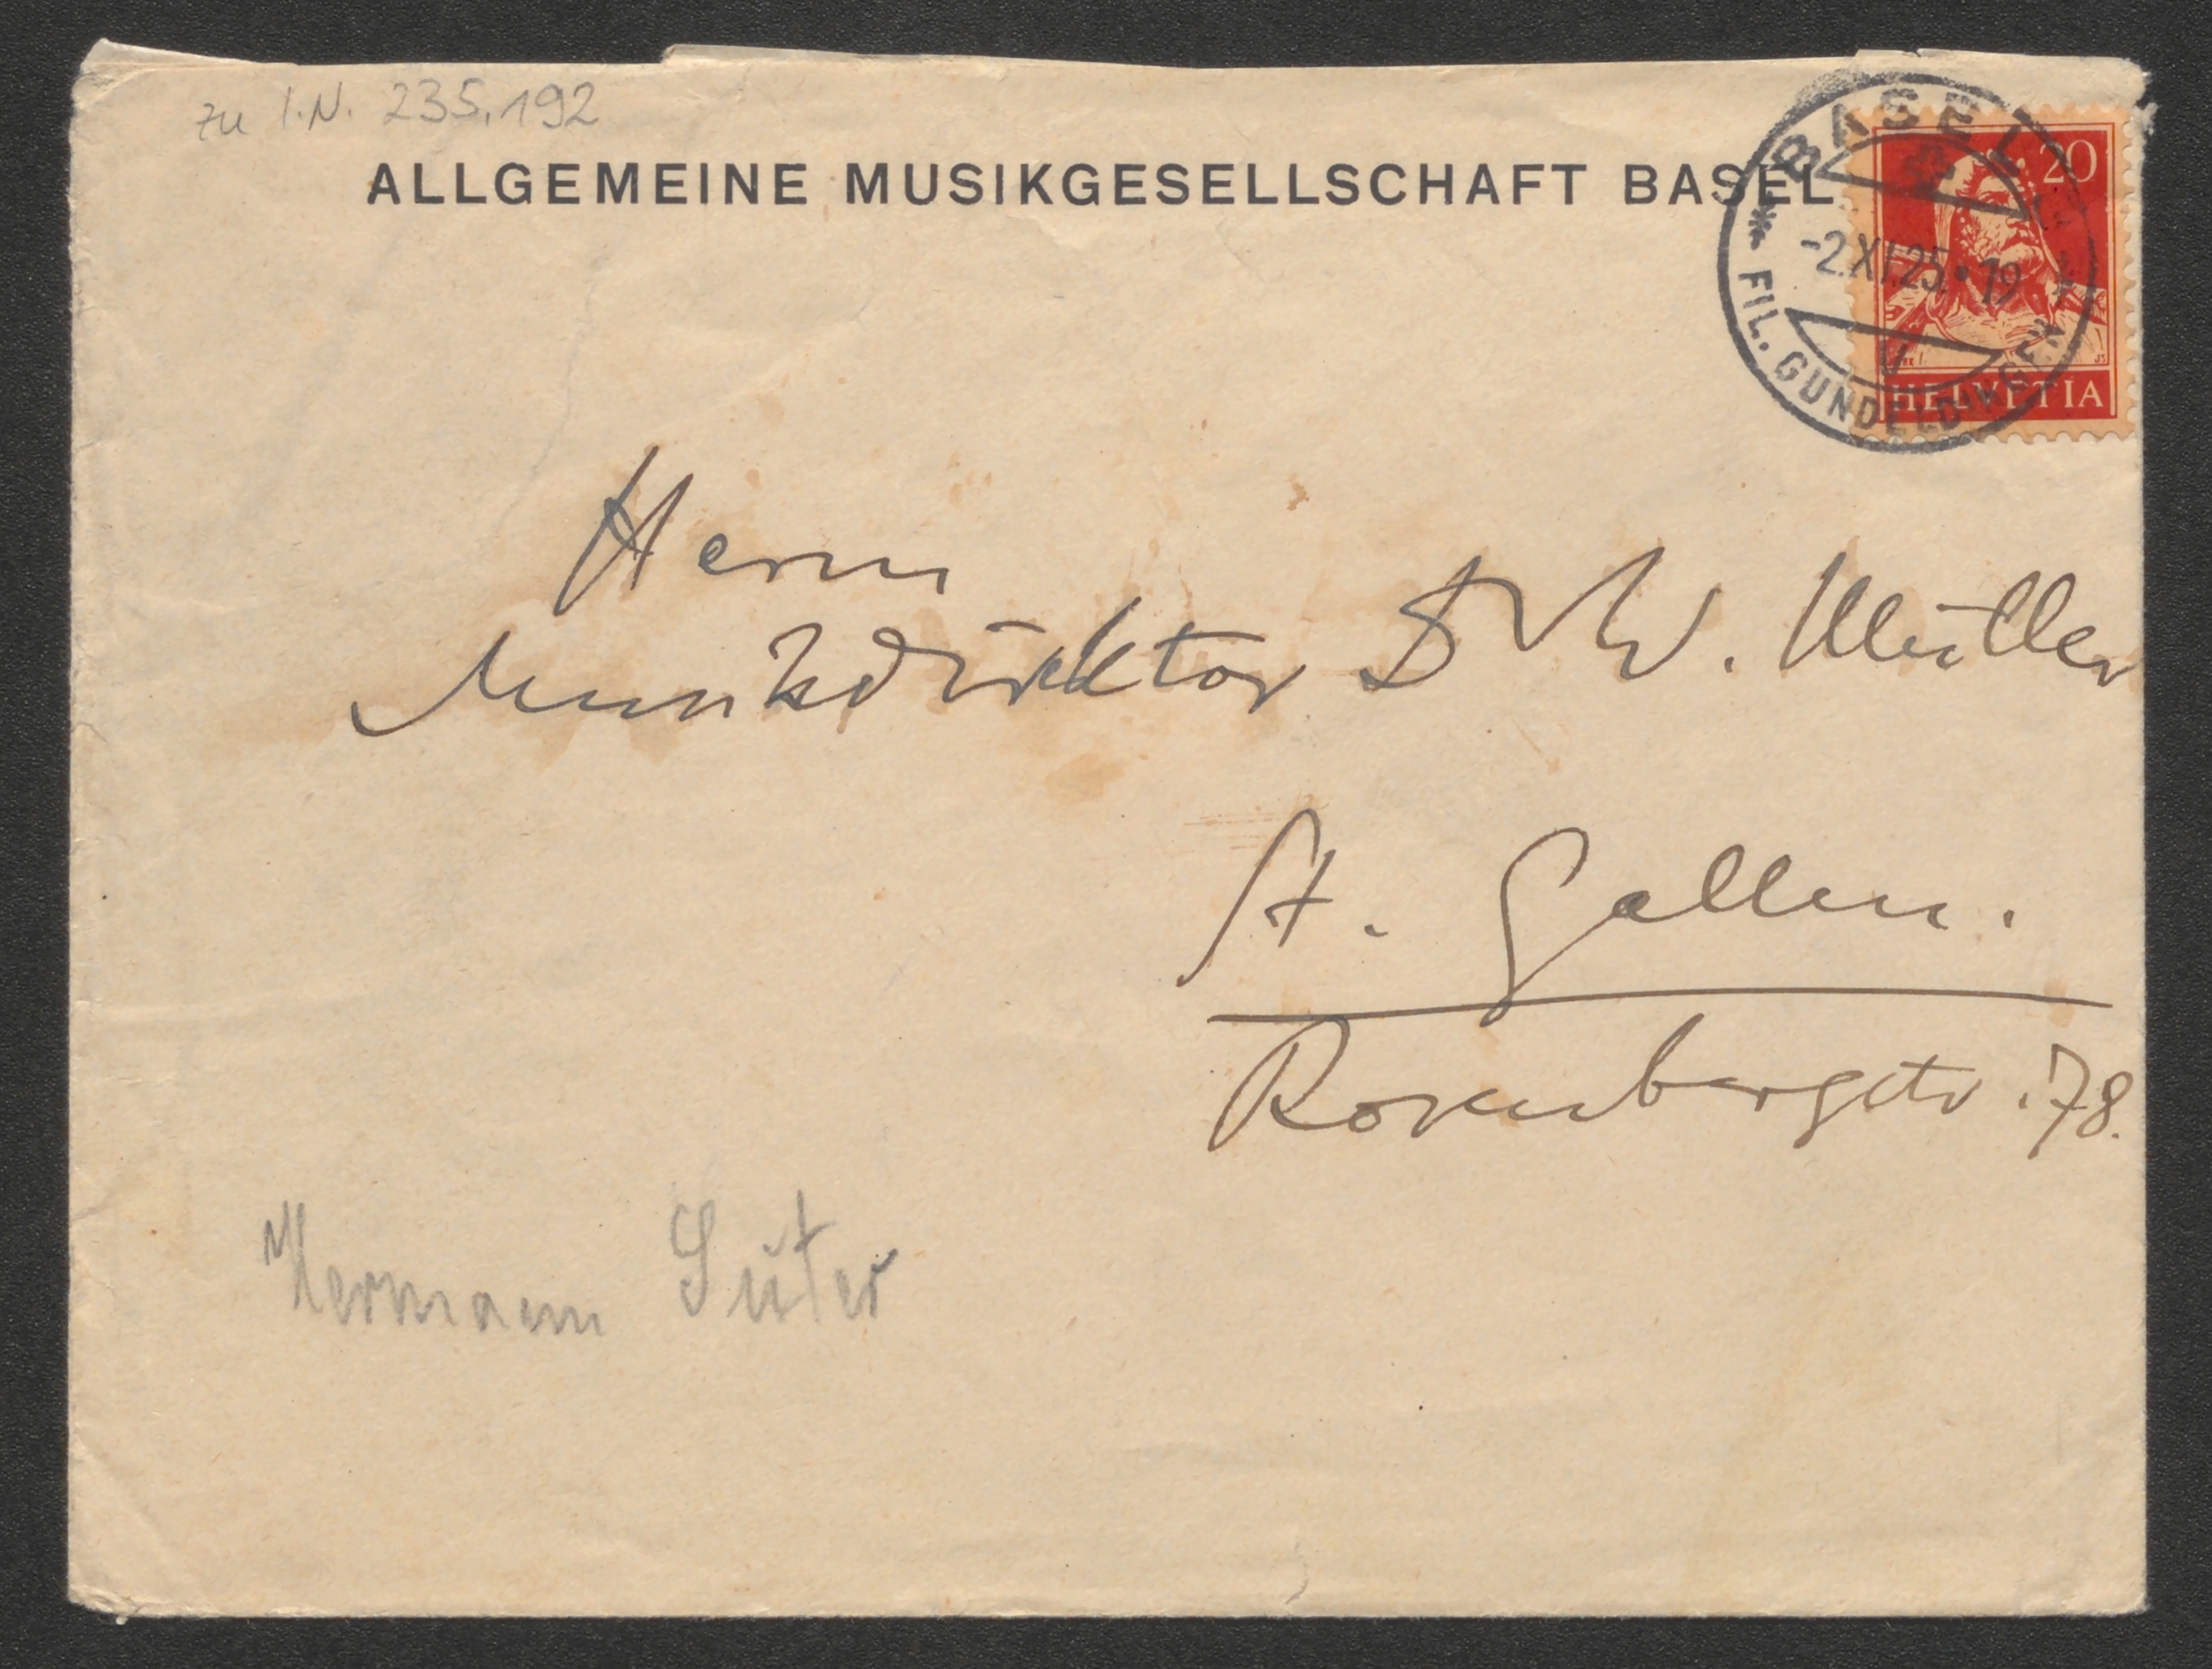 zu I.N. 235.192
ALLGEMEINE MUSIKGESELLSCHAFT BASEL
BASEL
20
-2.XI.25.-19
V
* FIL. GUNDELDINGEN *
HELVETIA
Herrn
Musikdirektor Dr W. Müller
St. Gallen.
Rosenbergstr. 78.
Hermann Suter